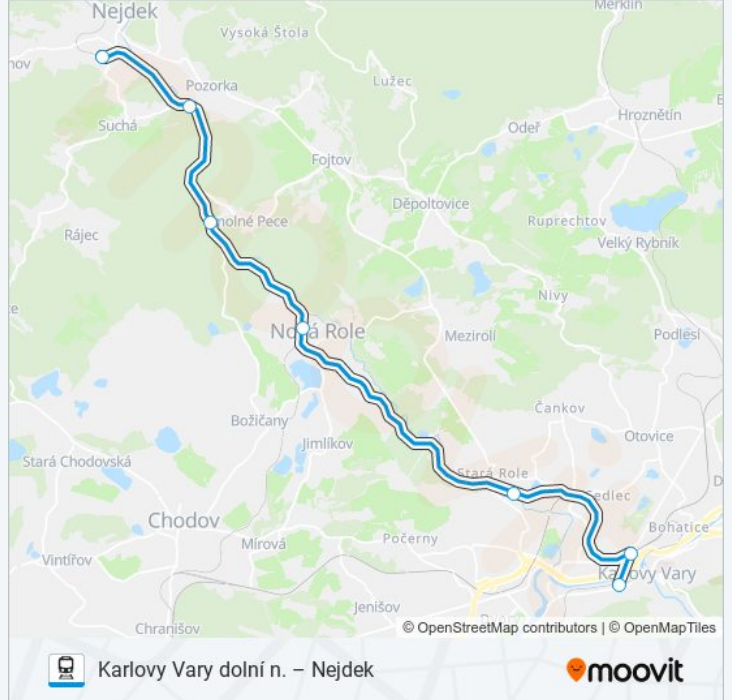 Merklín
Nejdek
Vysoká Štola
nov
Lužec
Pozorka
Hroznětín
E
Suchá
Odeř
Fojtov
Děpoltovice
molné Pece
Ruprechtov
Rájec
Velký Rybník
Nivy
e
Nová Role
Mezirolí
Podlesí
Čankov
Božičany
Otovice
Jimlíkov
Stará Chodovská
Stará Role
D
Sedlec
Chodov
Bohatice
Počerny
Mírová
Vintířov
Karlovy Vary
Jenišov
Chranišov
© OpenStreetMap contributors | © OpenMapTiles
Karlovy Vary dolní n. – Nejdek
moovit